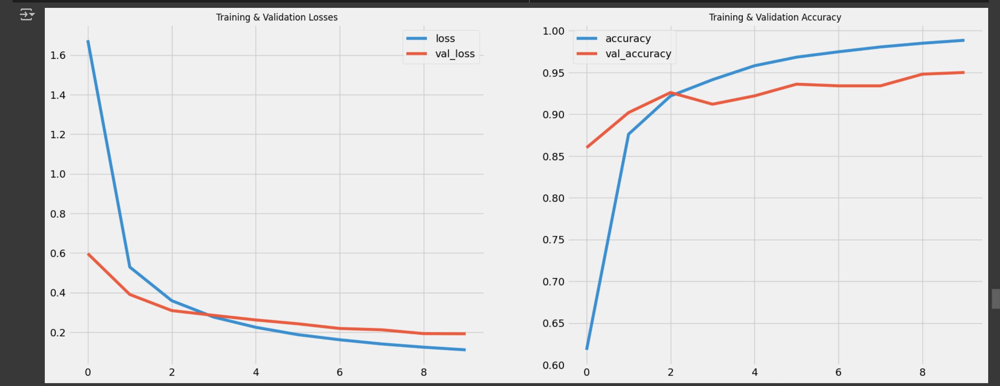 Training & Validation Losses
loss
val_loss
1.6
1.4
1.2
1.0
0.8
0.6
0.4
0.2
0 2 4 6 8
Training & Validation Accuracy
accuracy
val_accuracy
1.00
0.95
0.90
0.85
0.80
0.75
0.70
0.65
0.60
0 2 4 6 8